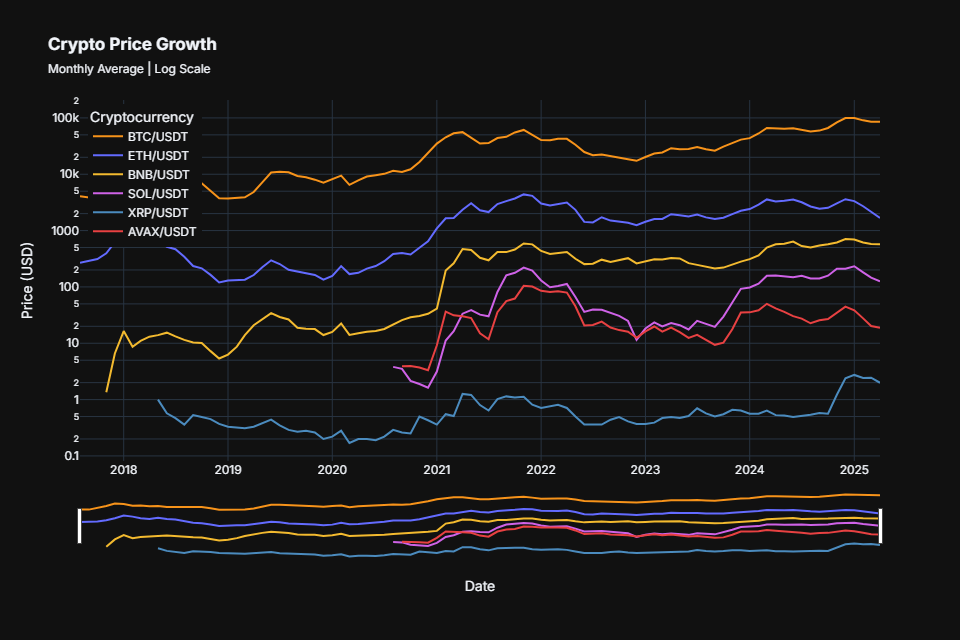 Crypto Price Growth
Monthly Average | Log Scale
Price (USD)
2
100k
5
2
10k
5
2
1000
5
2
100
5
2
10
5
2
1
5
2
0.1
Cryptocurrency
BTC/USDT
ETH/USDT
BNB/USDT
SOL/USDT
XRP/USDT
AVAX/USDT
2018 2019 2020 2021 2022 2023 2024 2025
Date